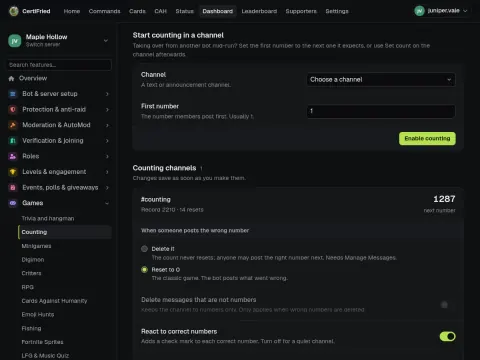 CertiFried
Home
Commands
Cards
CAH
Status
Dashboard
Leaderboard
Supporters
Settings
JV
juniper.vale
JV
Maple Hollow
Switch server
Search features...
Overview
Bot & server setup
Protection & anti-raid
Moderation & AutoMod
Verification & joining
Roles
Levels & engagement
Events, polls & giveaways
Games
Trivia and hangman
Counting
Minigames
Digimon
Critters
RPG
Cards Against Humanity
Emoji Hunts
Fishing
Fortnite Sprites
LFG & Music Quiz
Start counting in a channel
Taking over from another bot mid-run? Set the first number to the next one it expects, or use Set count on the
channel afterwards.
Channel
A text or announcement channel.
Choose a channel
First number
The number members post first. Usually 1.
1
Enable counting
Counting channels 1
Changes save as soon as you make them.
#counting
Record 2210 · 14 resets
1287
next number
When someone posts the wrong number
Delete it
The count never resets; anyone may post the right number next. Needs Manage Messages.
Reset to 0
The classic game. The bot posts what went wrong.
Delete messages that are not numbers
Keeps the channel to numbers only. Only applies when wrong numbers are deleted.
React to correct numbers
Adds a check mark to each correct number. Turn off for a quiet channel.